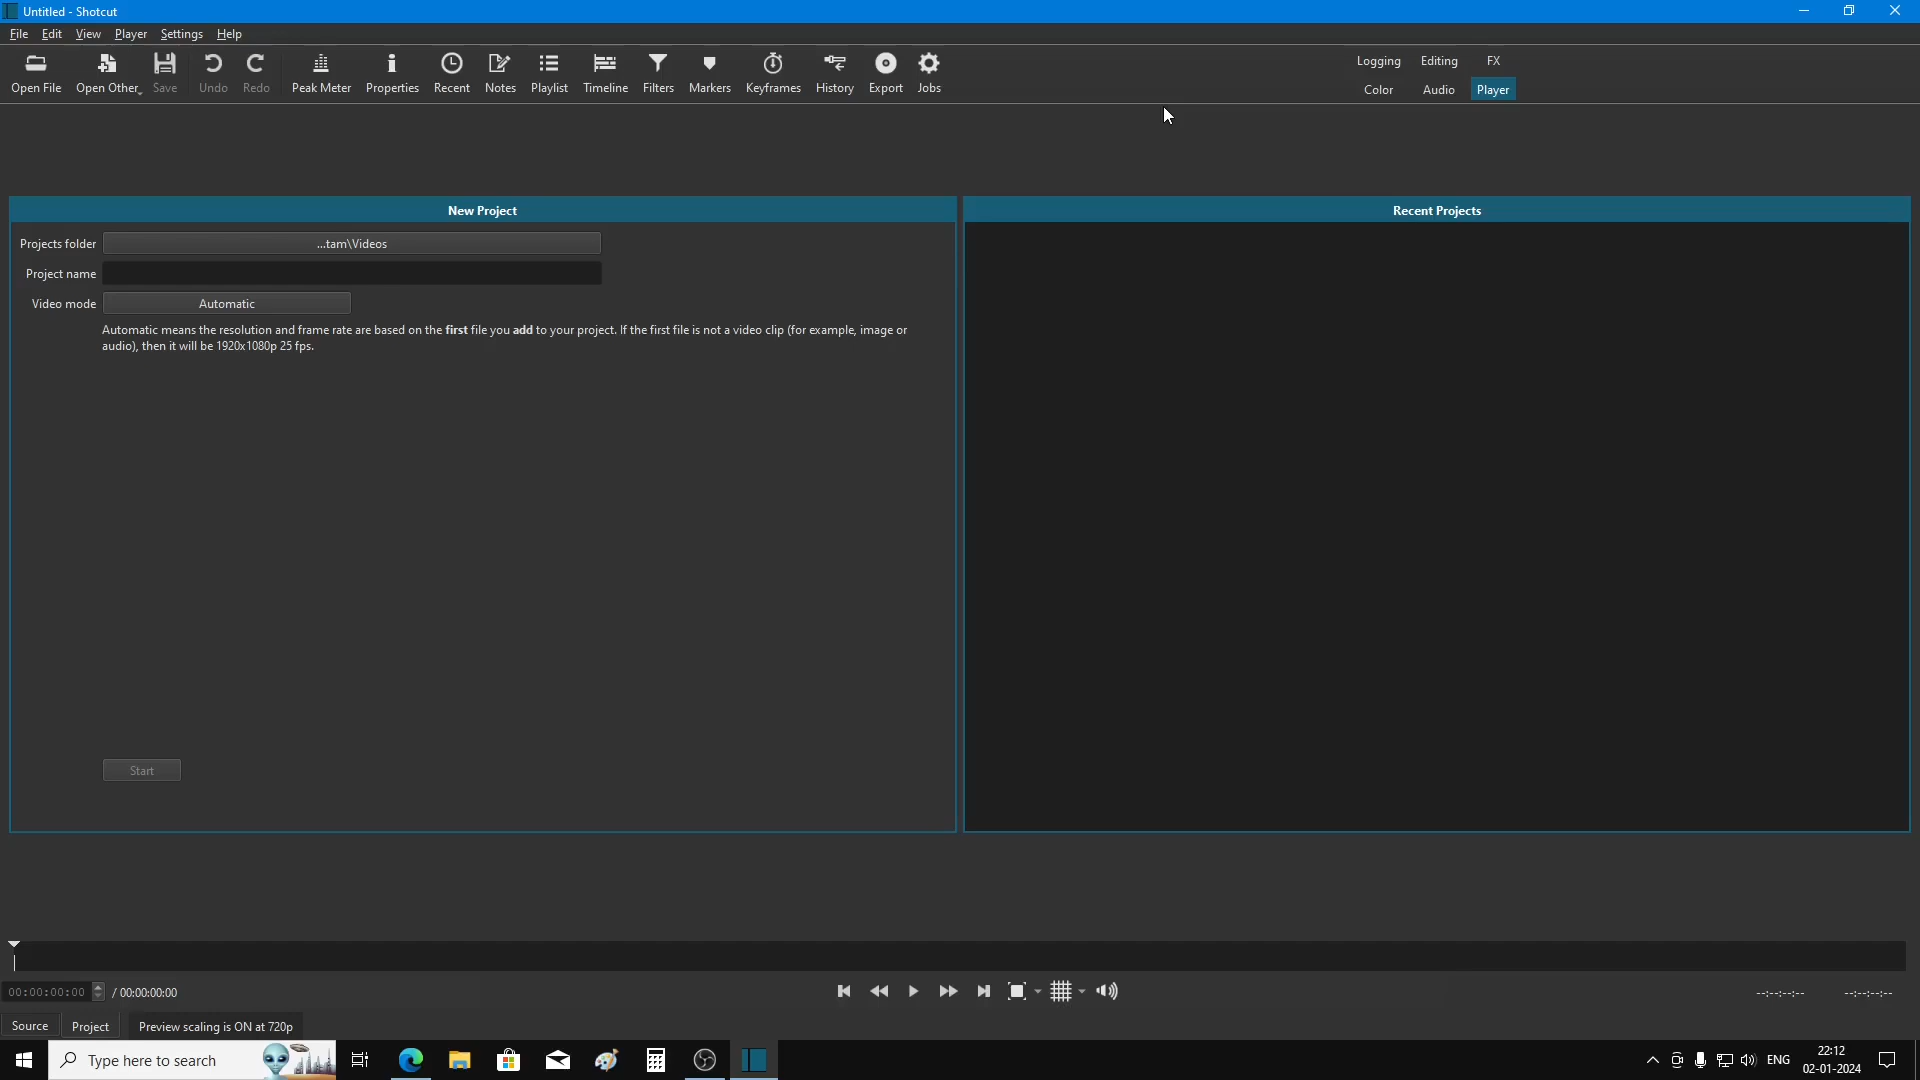 Untitled - Shotcut
File Edit View Player Settings Help
Open File Open Other Save Undo Redo Peak Meter Properties Recent Notes Playlist Timeline Filters Markers Keyframes History Export Jobs
Logging Editing FX
Color Audio Player
New Project
Projects folder ...tam\Videos
Project name
Video mode Automatic
Automatic means the resolution and frame rate are based on the first file you add to your project. If the first file is not a video clip (for example, image or
audio), then it will be 1920x1080p 25 fps.
Start
Recent Projects
00:00:00:00 / 00:00:00:00
--:--:--:-- --:--:--:--
Source Project Preview scaling is ON at 720p
Type here to search
ENG
22:12
02-01-2024